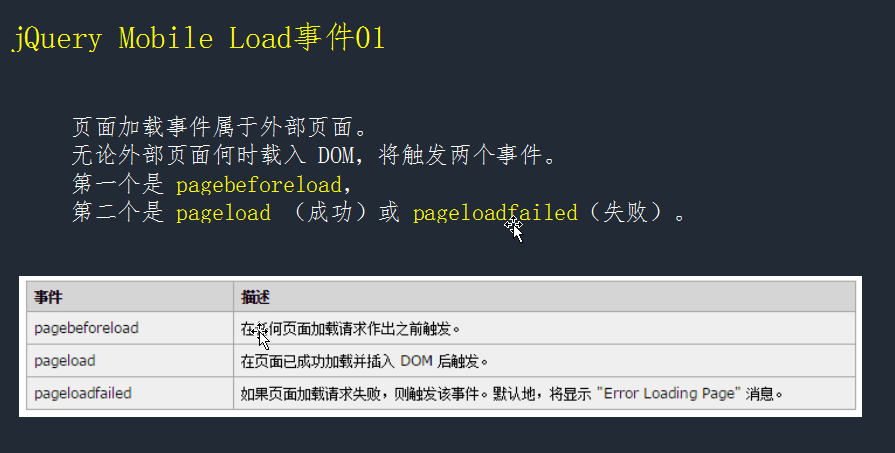 jQuery Mobile Load事件01
页面加载事件属于外部页面。
无论外部页面何时载入 DOM，将触发两个事件。
第一个是 pagebeforeload，
第二个是 pageload （成功）或 pageloadfailed（失败）。
事件 描述
pagebeforeload 在任何页面加载请求作出之前触发。
pageload 在页面已成功加载并插入 DOM 后触发。
pageloadfailed 如果页面加载请求失败，则触发该事件。默认地，将显示 "Error Loading Page" 消息。